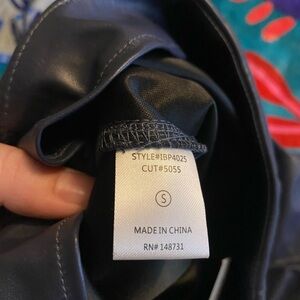 STYLE#IBP4025
CUT#5055
S
MADE IN CHINA
RN# 148731